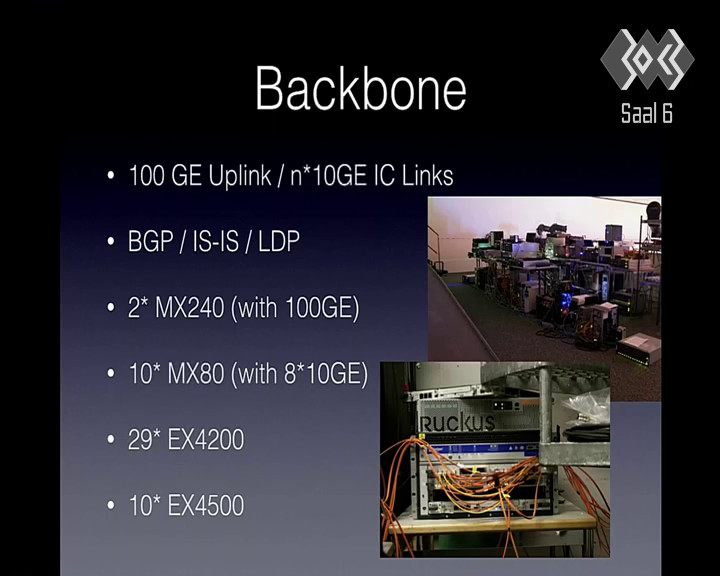 Backbone
Saal 6
• 100 GE Uplink / n*10GE IC Links
• BGP / IS-IS / LDP
• 2* MX240 (with 100GE)
• 10* MX80 (with 8*10GE)
• 29* EX4200
• 10* EX4500
RUCKUS